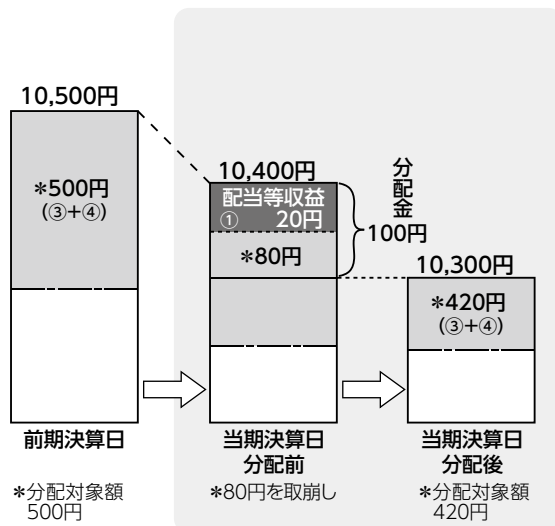 10,500円
*500円
(③+④)
前期決算日
*分配対象額
500円
10,400円
配当等収益
① 20円
*80円
分配金
100円
当期決算日
分配前
*80円を取崩し
10,300円
*420円
(③+④)
当期決算日
分配後
*分配対象額
420円